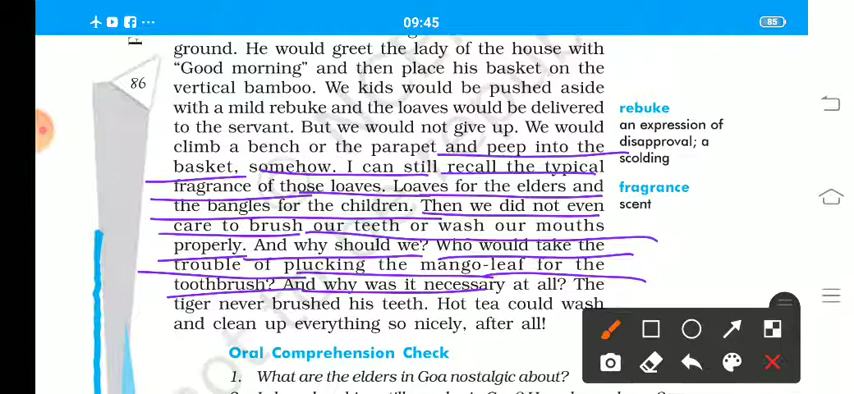 09:45
85
86
ground. He would greet the lady of the house with
“Good morning” and then place his basket on the
vertical bamboo. We kids would be pushed aside
with a mild rebuke and the loaves would be delivered
to the servant. But we would not give up. We would
climb a bench or the parapet and peep into the
basket, somehow. I can still recall the typical
fragrance of those loaves. Loaves for the elders and
the bangles for the children. Then we did not even
care to brush our teeth or wash our mouths
properly. And why should we? Who would take the
trouble of plucking the mango-leaf for the
toothbrush? And why was it necessary at all? The
tiger never brushed his teeth. Hot tea could wash
and clean up everything so nicely, after all!
rebuke
an expression of
disapproval; a
scolding
fragrance
scent
Oral Comprehension Check
1. What are the elders in Goa nostalgic about?